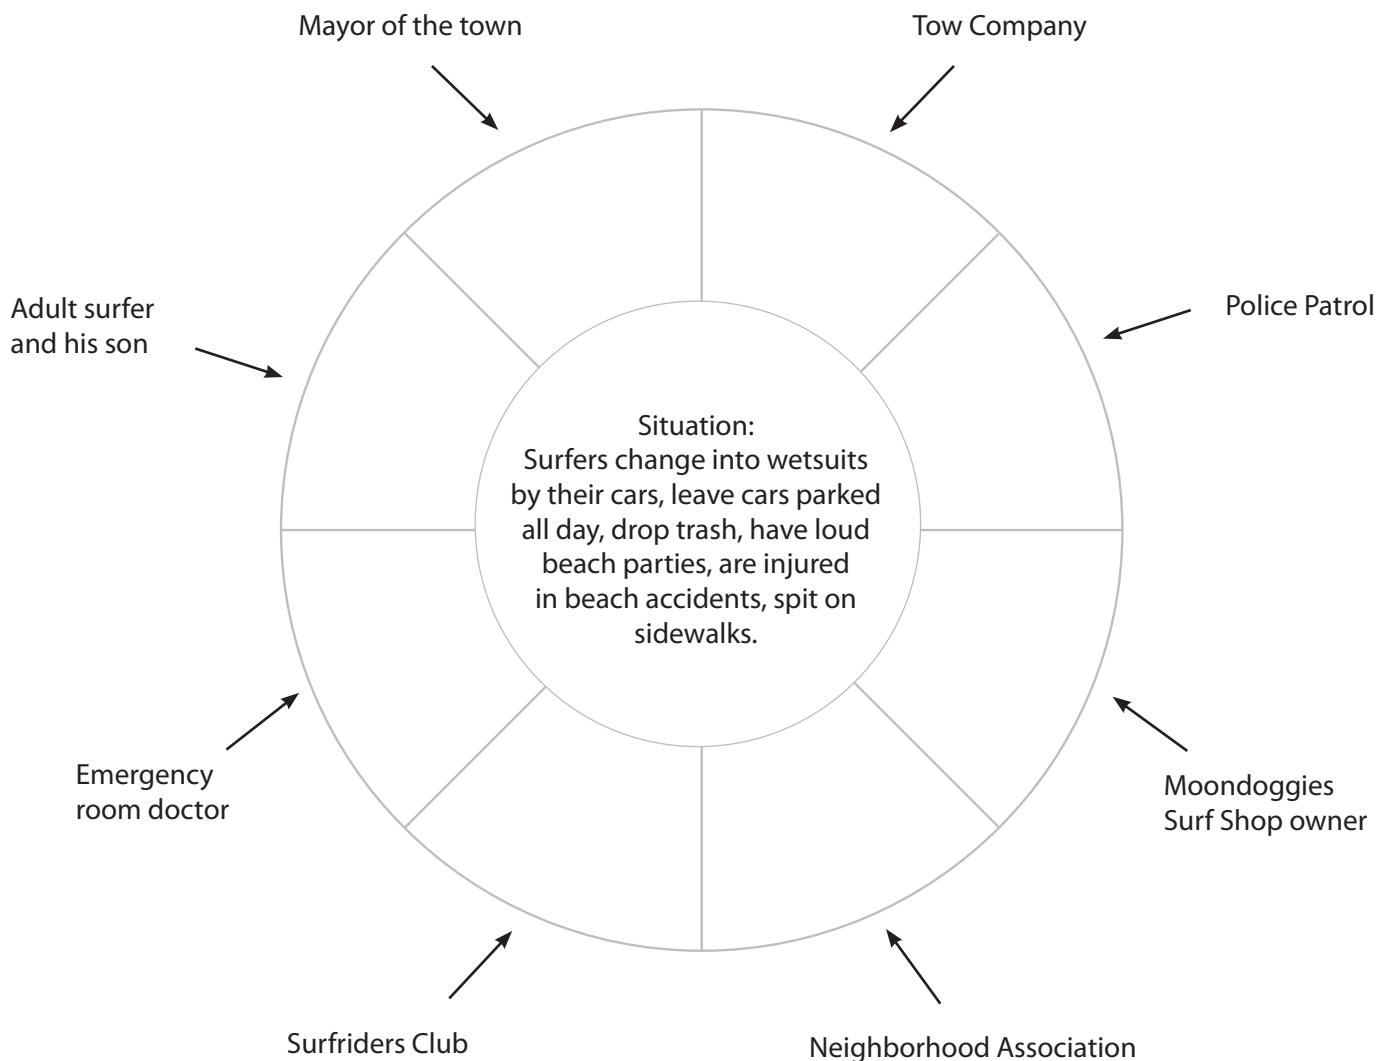 Mayor of the town
Tow Company
Adult surfer
and his son
Police Patrol
Situation:
Surfers change into wetsuits
by their cars, leave cars parked
all day, drop trash, have loud
beach parties, are injured
in beach accidents, spit on
sidewalks.
Emergency
room doctor
Moondoggies
Surf Shop owner
Surfriders Club
Neighborhood Association